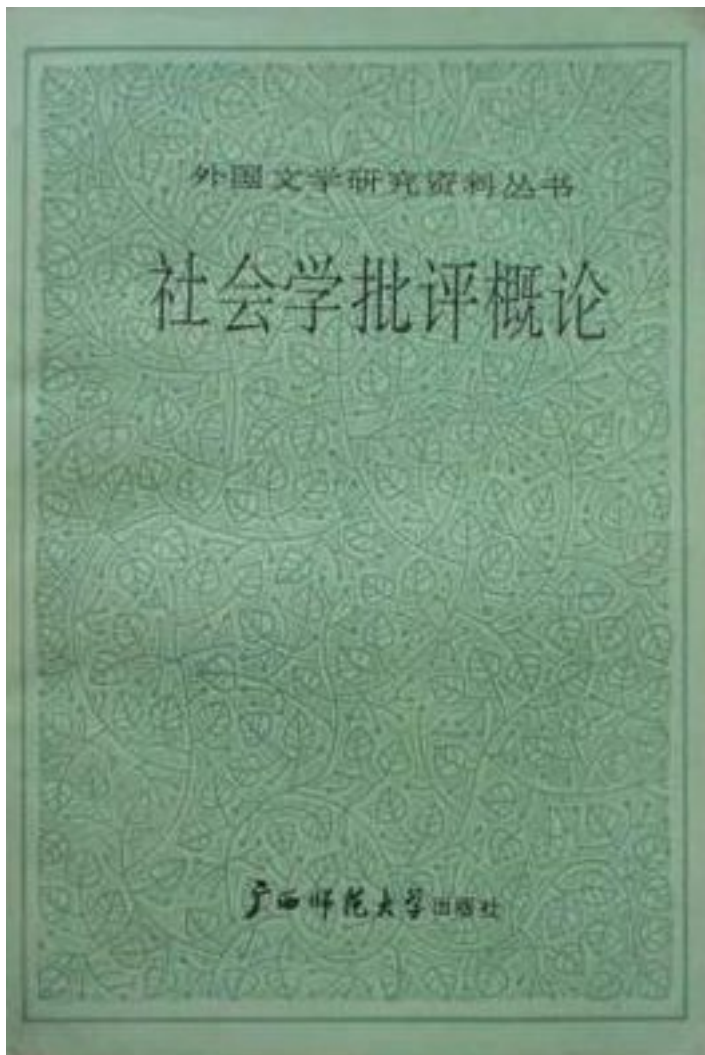 外国文学研究资料丛书
社会学批评概论
广西师范大学出版社